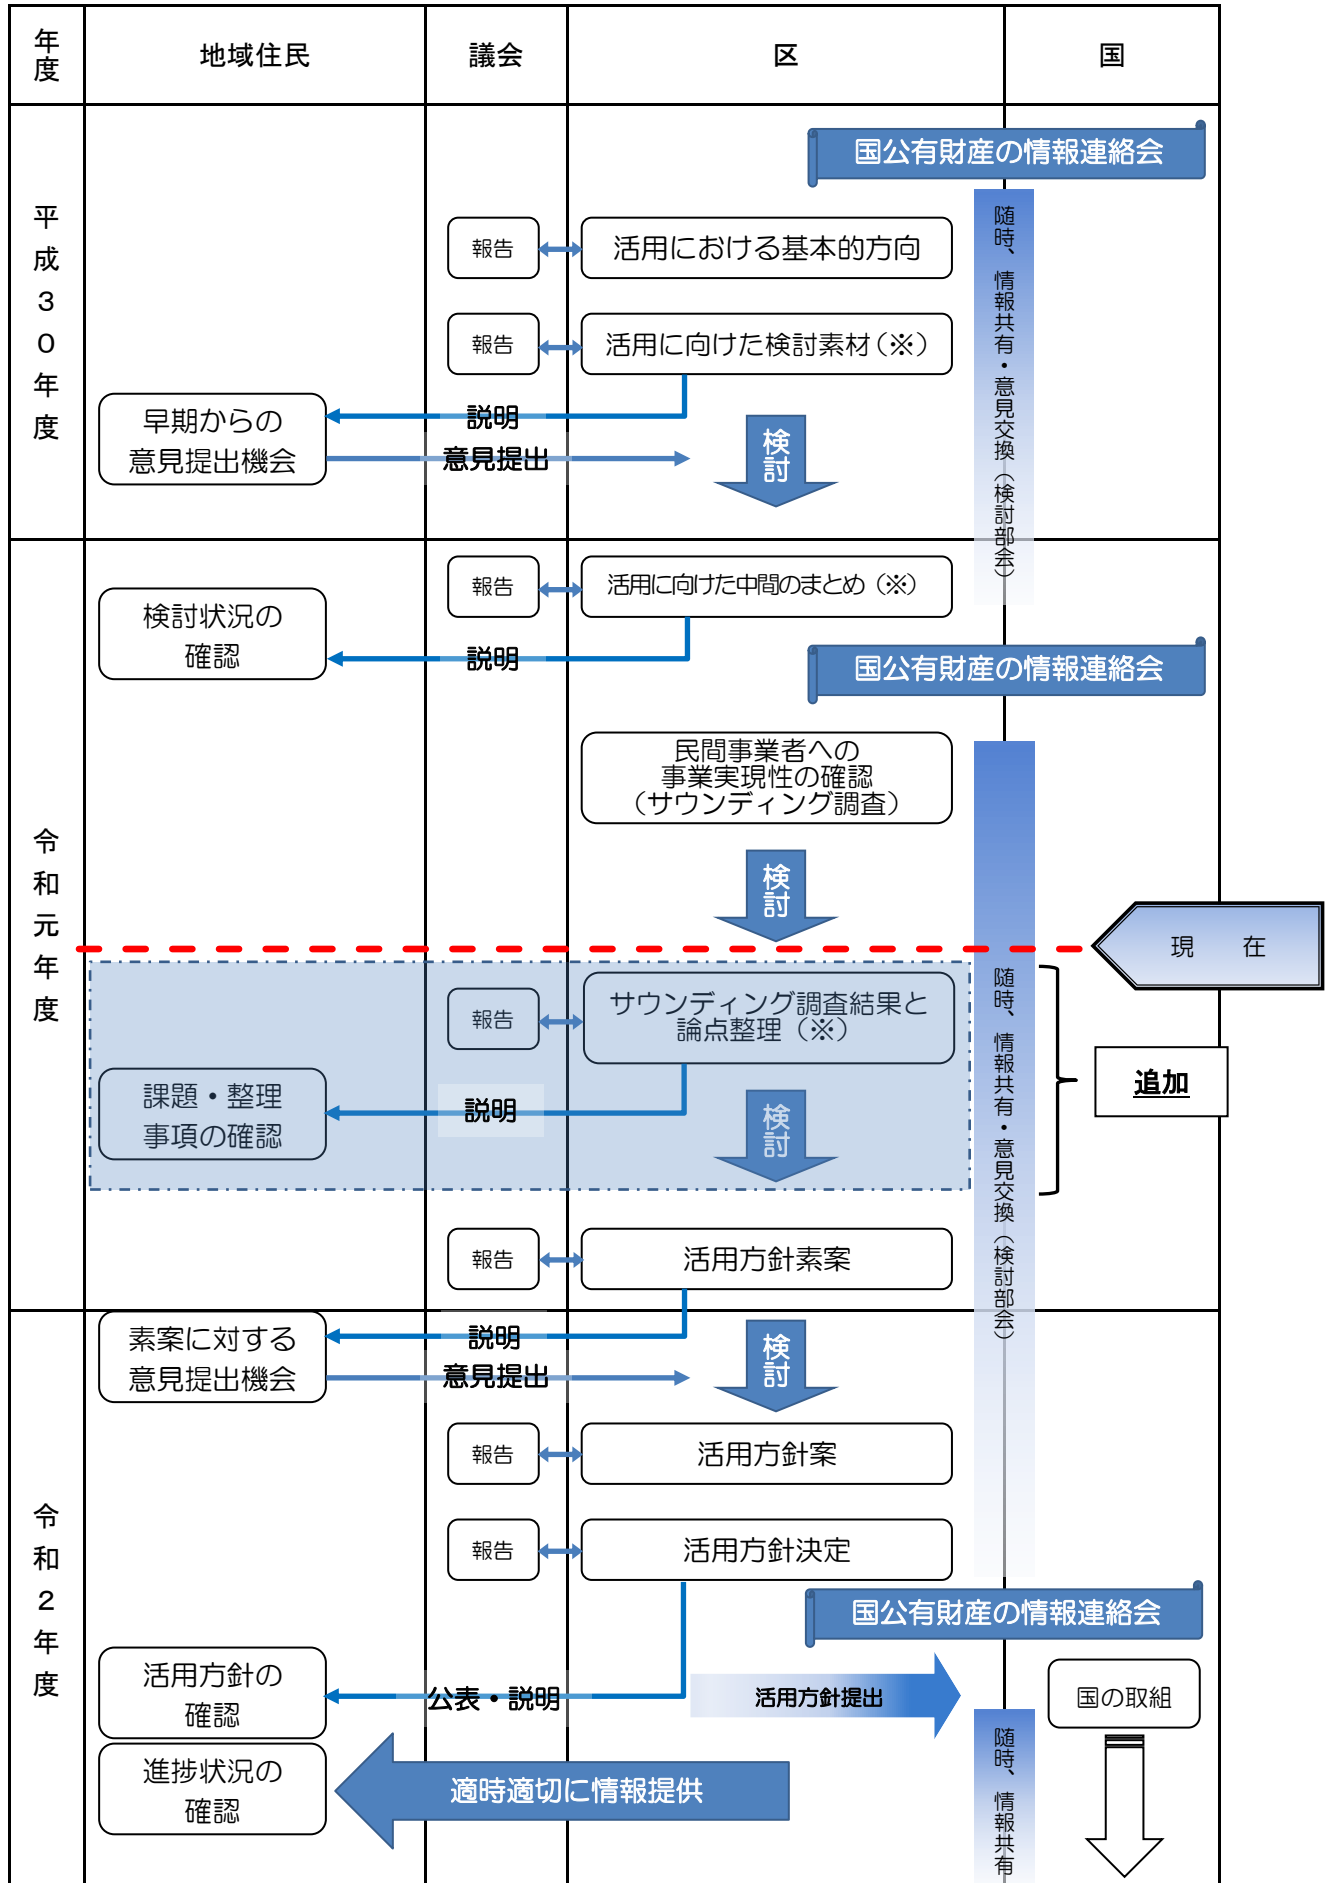 年度
地域住民
議会
区
国
平成30年度
国公有財産の情報連絡会
随時、情報共有・意見交換（検討部会）
報告
活用における基本的方向
報告
活用に向けた検討素材（※）
早期からの
意見提出機会
説明
意見提出
検討
令和元年度
報告
活用に向けた中間のまとめ（※）
検討状況の
確認
説明
国公有財産の情報連絡会
民間事業者への
事業実現性の確認
（サウンディング調査）
検討
現　在
随時、情報共有・意見交換（検討部会）
報告
サウンディング調査結果と
論点整理（※）
課題・整理
事項の確認
説明
検討
追加
報告
活用方針素案
令和2年度
素案に対する
意見提出機会
説明
意見提出
検討
報告
活用方針案
報告
活用方針決定
国公有財産の情報連絡会
活用方針の
確認
公表・説明
活用方針提出
国の取組
進捗状況の
確認
適時適切に情報提供
随時、情報共有